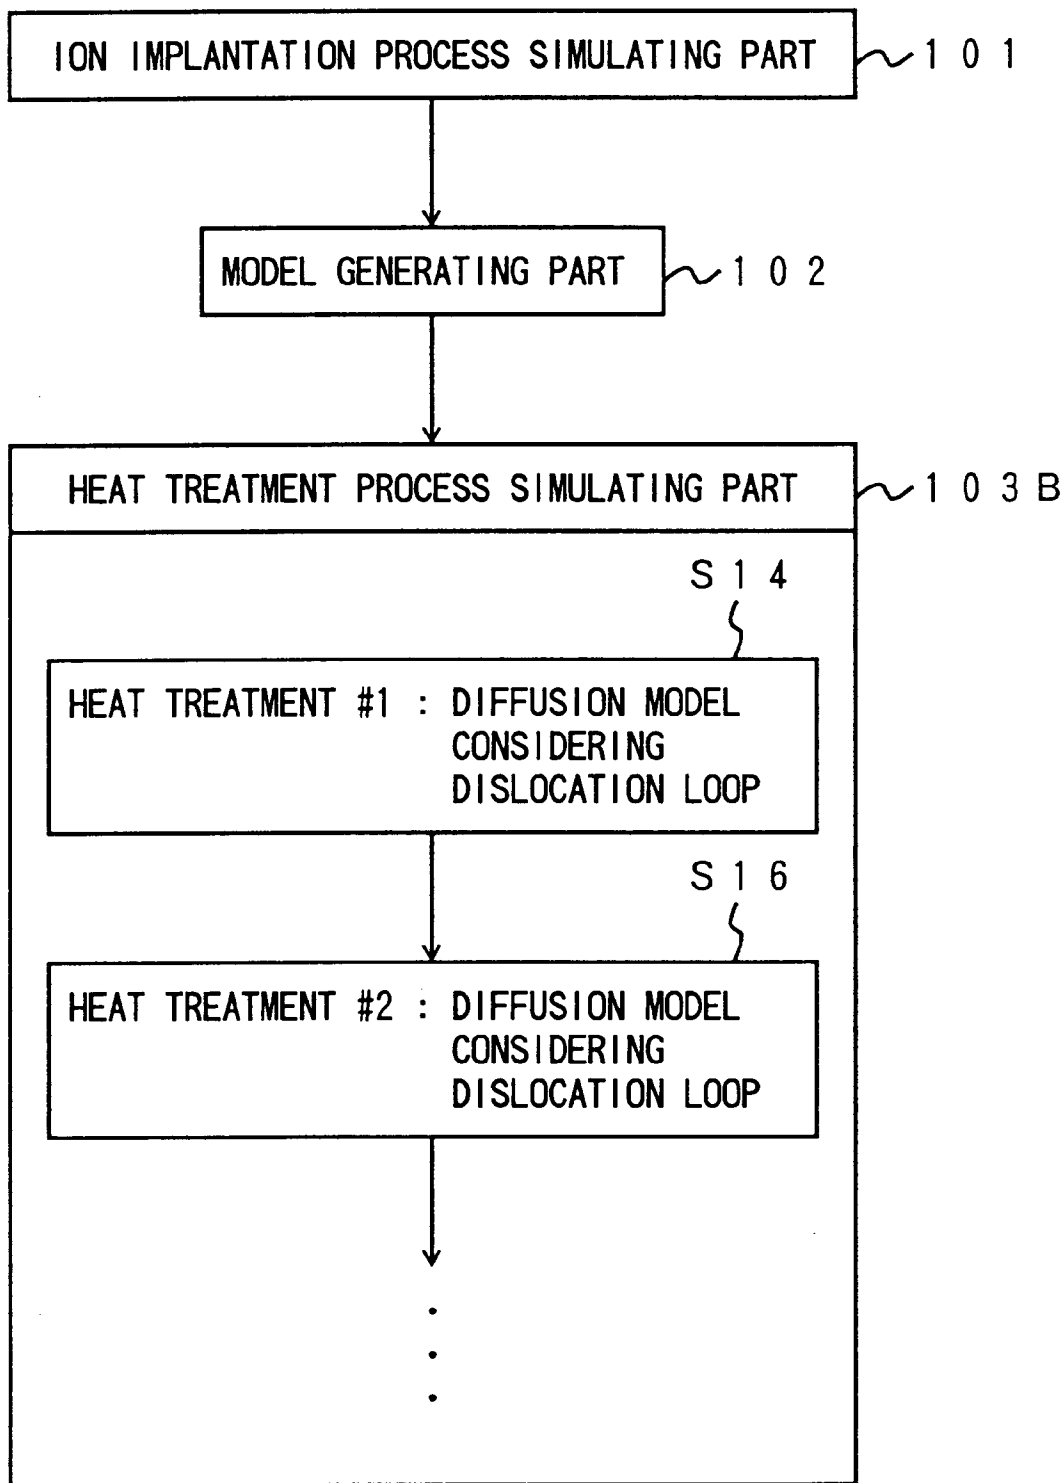 ION IMPLANTATION PROCESS SIMULATING PART 101
MODEL GENERATING PART 102
HEAT TREATMENT PROCESS SIMULATING PART 103B
S14
HEAT TREATMENT #1 : DIFFUSION MODEL
CONSIDERING
DISLOCATION LOOP
S16
HEAT TREATMENT #2 : DIFFUSION MODEL
CONSIDERING
DISLOCATION LOOP